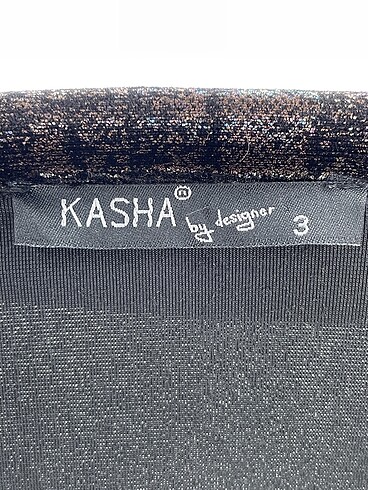 KASHA ⓝ by designer 3